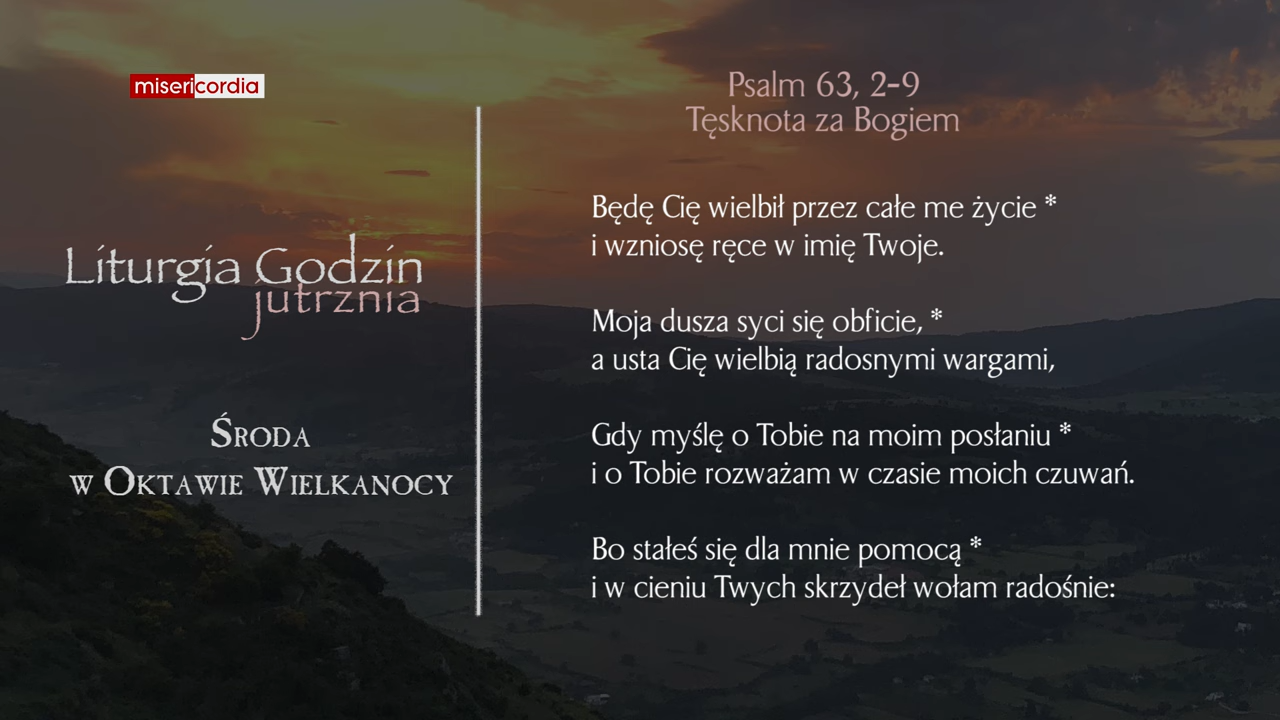 misericordia
Liturgia Godzin
jutrznia
Środa
w Oktawie Wielkanocy
Psalm 63, 2-9
Tęsknota za Bogiem
Będę Cię wielbił przez całe me życie *
i wzniosę ręce w imię Twoje.
Moja dusza syci się obficie, *
a usta Cię wielbią radosnymi wargami,
Gdy myślę o Tobie na moim posłaniu *
i o Tobie rozważam w czasie moich czuwań.
Bo stałeś się dla mnie pomocą *
i w cieniu Twych skrzydeł wołam radośnie: